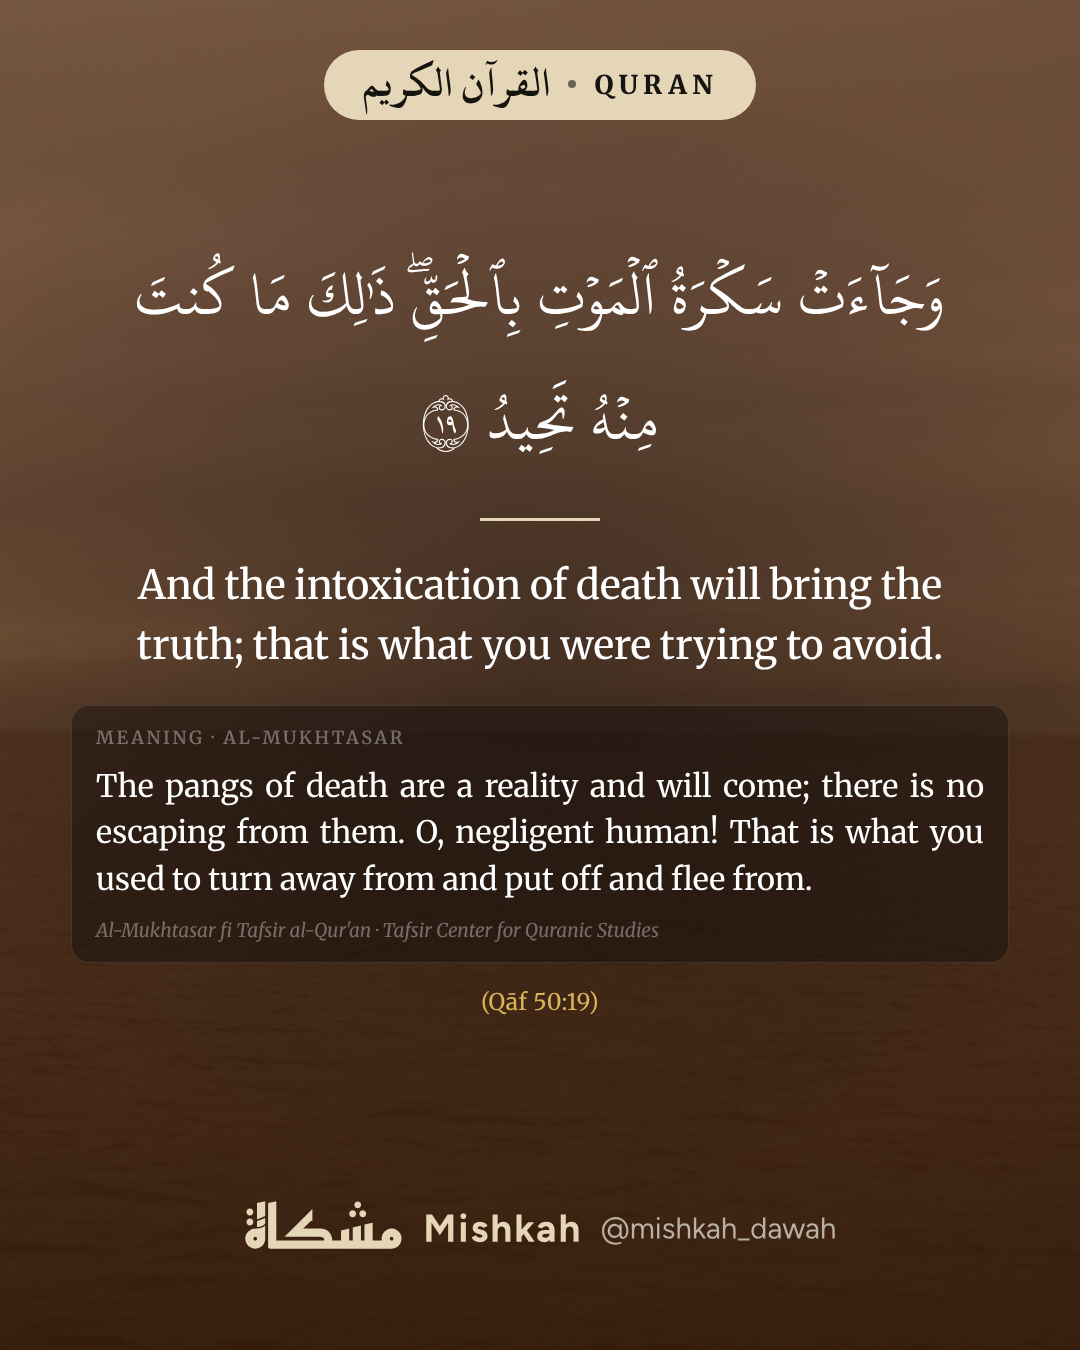 القرآن الكريم • QURAN
وَجَآءَتۡ سَكۡرَةُ ٱلۡمَوۡتِ بِٱلۡحَقِّۖ ذَٰلِكَ مَا كُنتَ
مِنۡهُ تَحِيدُ ١٩
And the intoxication of death will bring the
truth; that is what you were trying to avoid.
MEANING · AL-MUKHTASAR
The pangs of death are a reality and will come; there is no
escaping from them. O, negligent human! That is what you
used to turn away from and put off and flee from.
Al-Mukhtasar fi Tafsir al-Qur'an · Tafsir Center for Quranic Studies
(Qāf 50:19)
مشكاة Mishkah @mishkah_dawah